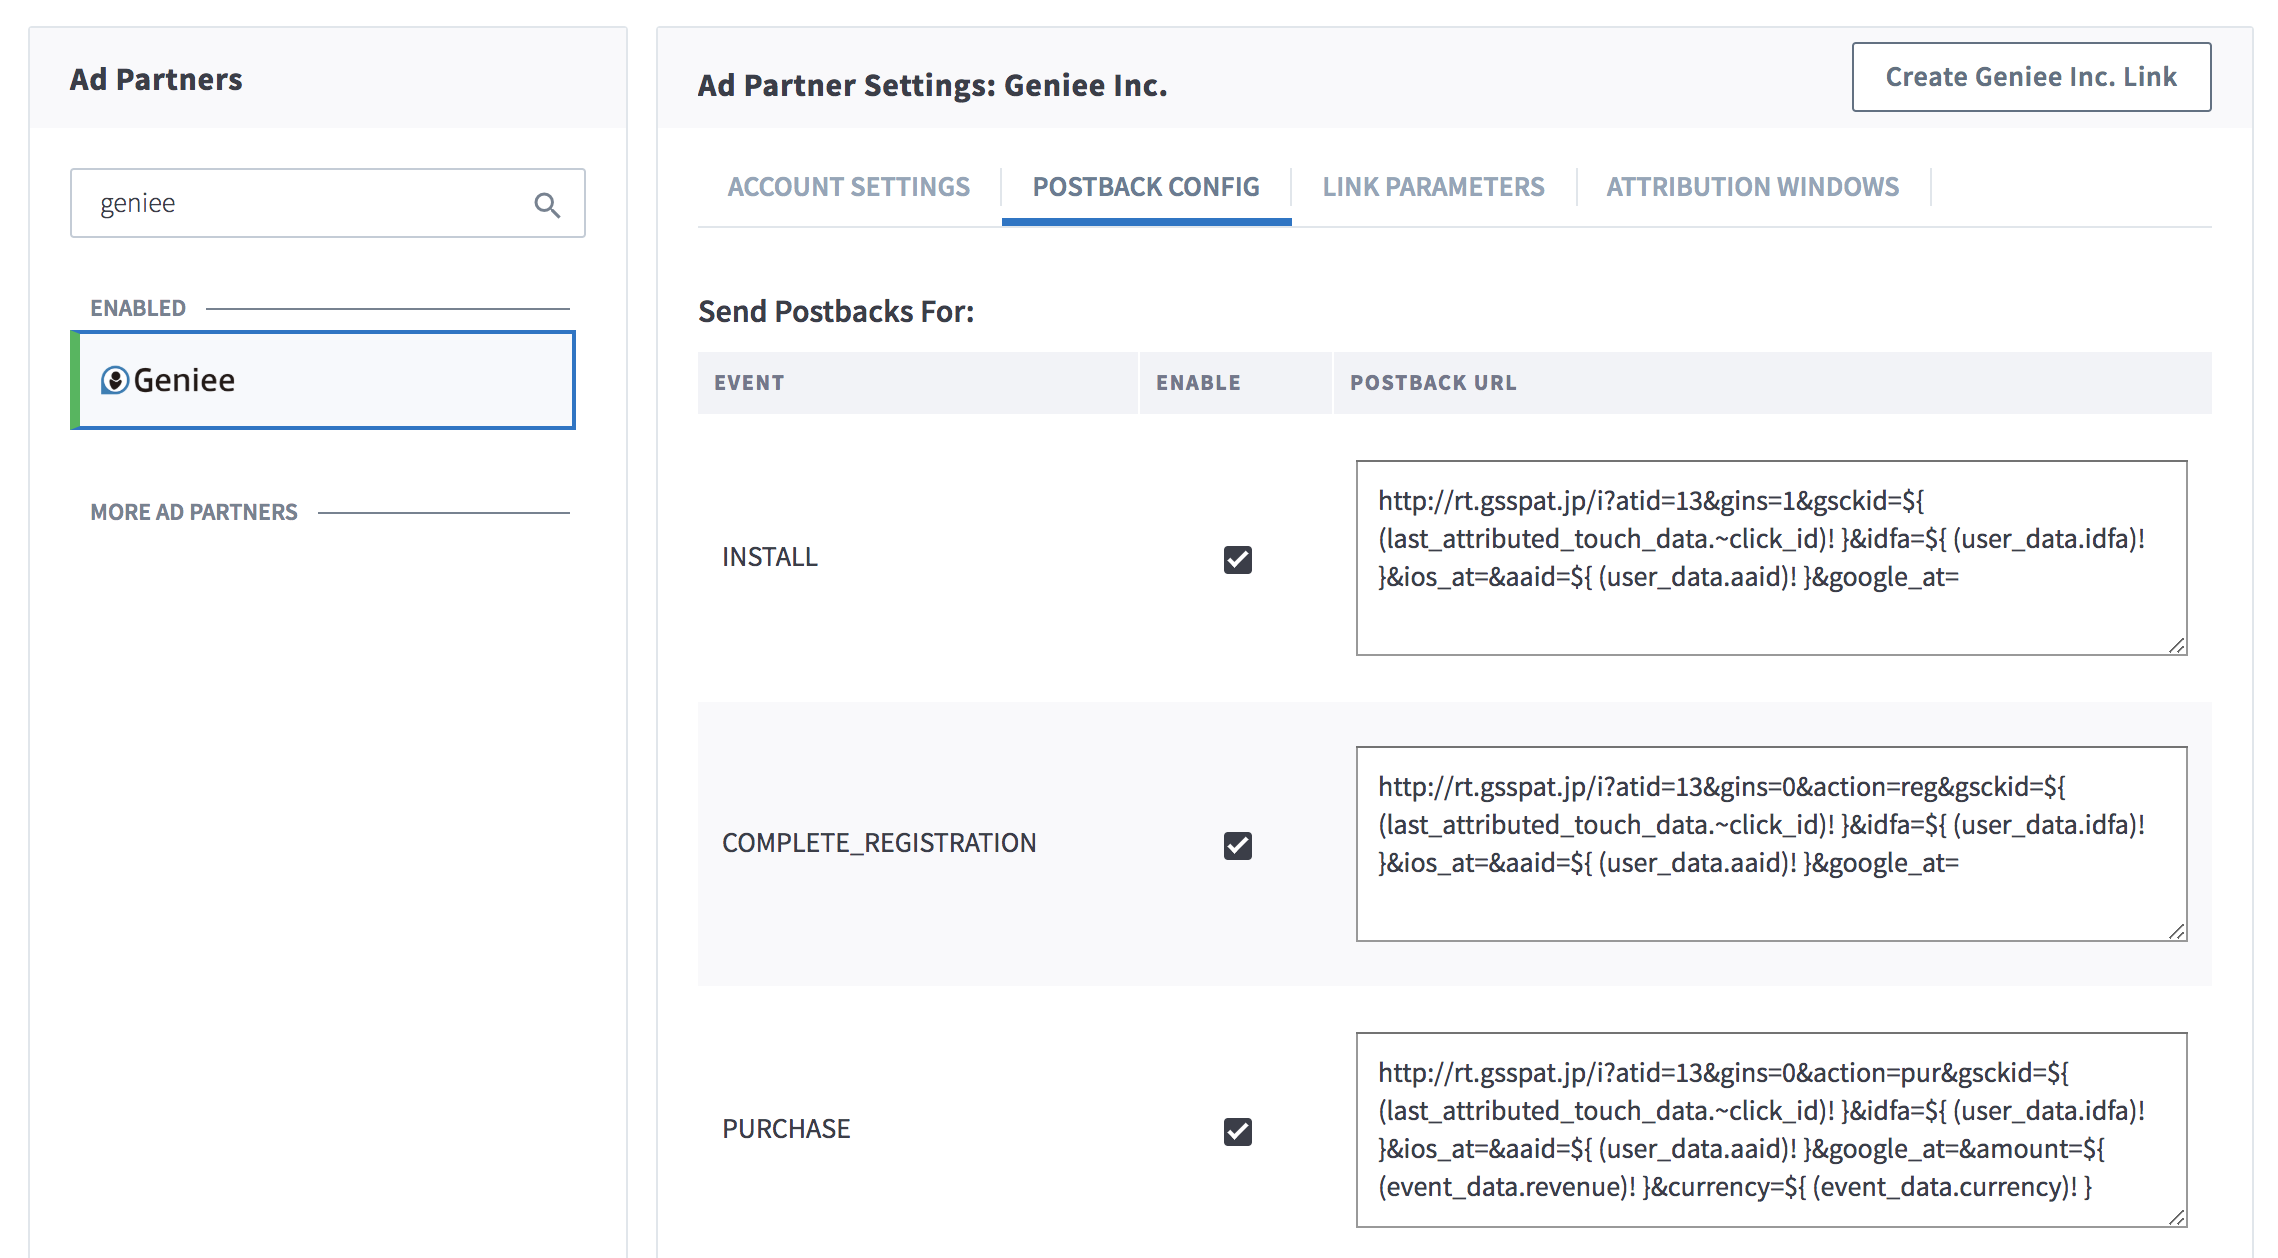 Ad Partners
geniee
ENABLED
Geniee
MORE AD PARTNERS
Ad Partner Settings: Geniee Inc.
Create Geniee Inc. Link
ACCOUNT SETTINGS
POSTBACK CONFIG
LINK PARAMETERS
ATTRIBUTION WINDOWS
Send Postbacks For:
EVENT
ENABLE
POSTBACK URL
INSTALL
http://rt.gsspat.jp/i?atid=13&gins=1&gsckid=${
(last_attributed_touch_data.~click_id)! }&idfa=${ (user_data.idfa)!
}&ios_at=&aaid=${ (user_data.aaid)! }&google_at=
COMPLETE_REGISTRATION
http://rt.gsspat.jp/i?atid=13&gins=0&action=reg&gsckid=${
(last_attributed_touch_data.~click_id)! }&idfa=${ (user_data.idfa)!
}&ios_at=&aaid=${ (user_data.aaid)! }&google_at=
PURCHASE
http://rt.gsspat.jp/i?atid=13&gins=0&action=pur&gsckid=${
(last_attributed_touch_data.~click_id)! }&idfa=${ (user_data.idfa)!
}&ios_at=&aaid=${ (user_data.aaid)! }&google_at=&amount=${
(event_data.revenue)! }&currency=${ (event_data.currency)! }